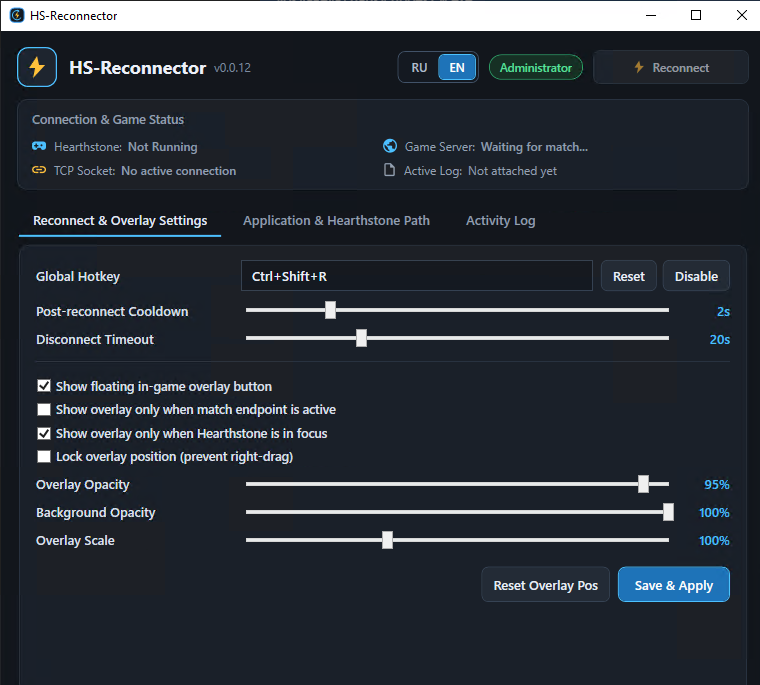 HS-Reconnector
HS-Reconnector v0.0.12 RU EN Administrator Reconnect
Connection & Game Status
Hearthstone: Not Running Game Server: Waiting for match...
TCP Socket: No active connection Active Log: Not attached yet
Reconnect & Overlay Settings Application & Hearthstone Path Activity Log
Global Hotkey Ctrl+Shift+R Reset Disable
Post-reconnect Cooldown 2s
Disconnect Timeout 20s
Show floating in-game overlay button
Show overlay only when match endpoint is active
Show overlay only when Hearthstone is in focus
Lock overlay position (prevent right-drag)
Overlay Opacity 95%
Background Opacity 100%
Overlay Scale 100%
Reset Overlay Pos Save & Apply